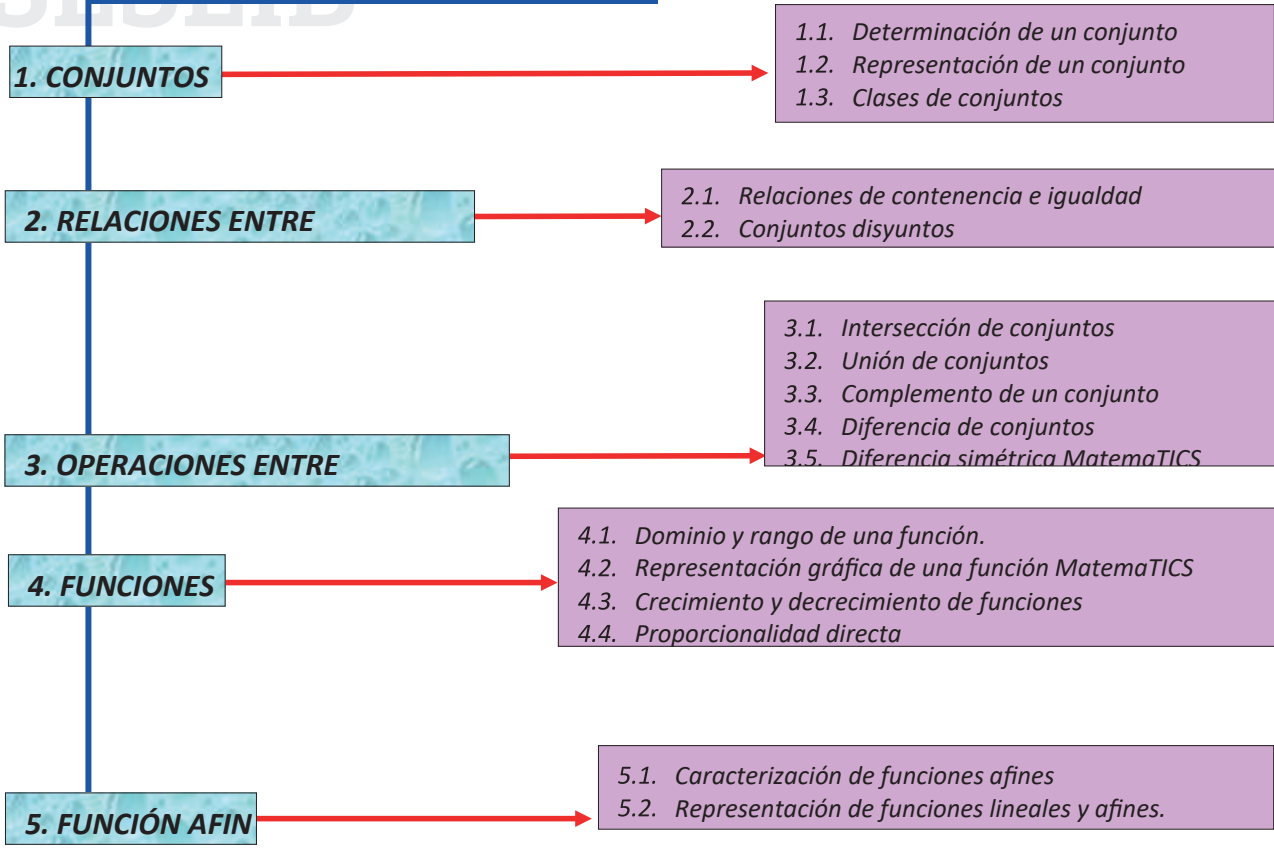 1. CONJUNTOS
1.1. Determinación de un conjunto
1.2. Representación de un conjunto
1.3. Clases de conjuntos
2. RELACIONES ENTRE
2.1. Relaciones de contenencia e igualdad
2.2. Conjuntos disyuntos
3. OPERACIONES ENTRE
3.1. Intersección de conjuntos
3.2. Unión de conjuntos
3.3. Complemento de un conjunto
3.4. Diferencia de conjuntos
3.5. Diferencia simétrica MatemaTICS
4. FUNCIONES
4.1. Dominio y rango de una función.
4.2. Representación gráfica de una función MatemaTICS
4.3. Crecimiento y decrecimiento de funciones
4.4. Proporcionalidad directa
5. FUNCIÓN AFIN
5.1. Caracterización de funciones afines
5.2. Representación de funciones lineales y afines.